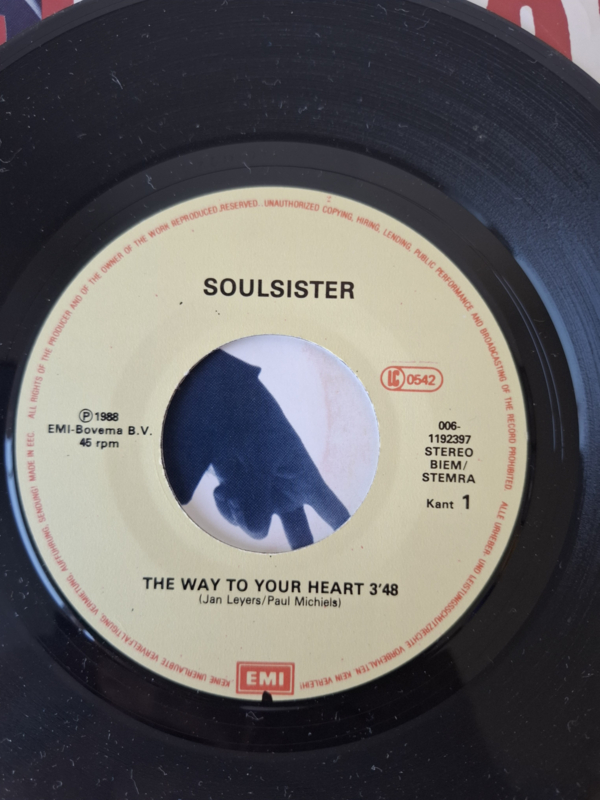 SOULSISTER
LC 0542
℗ 1988
EMI-Bovema B.V.
45 rpm
006-
1192397
STEREO
BIEM/
STEMRA
Kant 1
THE WAY TO YOUR HEART 3'48
(Jan Leyers/Paul Michiels)
EMI
MADE IN EEC ALL RIGHTS OF THE PRODUCER AND OF THE OWNER OF THE WORK REPRODUCED RESERVED. UNAUTHORIZED COPYING, HIRING, LENDING, PUBLIC PERFORMANCE AND BROADCASTING OF THE RECORD PROHIBITED. ALLE URHEBER- UND LEISTUNGSSCHUTZRECHTE VORBEHALTEN. KEIN VERLEIH! KEINE UNERLAUBTE VERVIELFÄLTIGUNG, VERMIETUNG, AUFFÜHRUNG, SENDUNG!